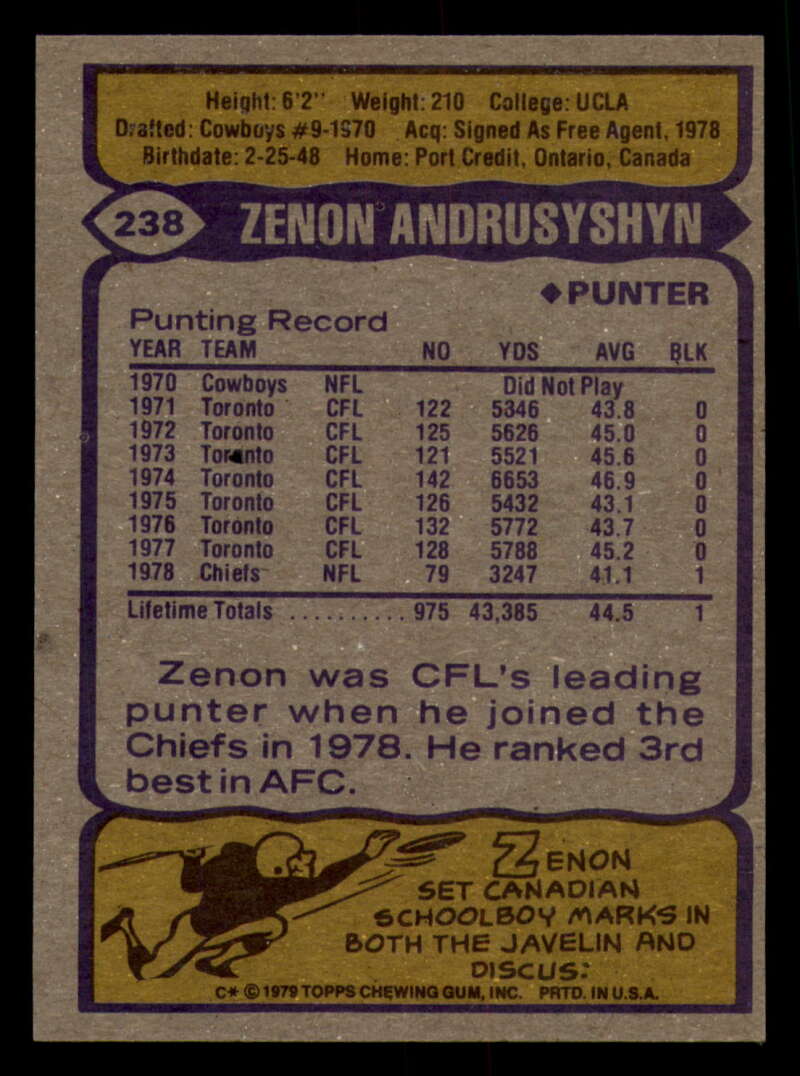 Height: 6'2" Weight: 210 College: UCLA
Drafted: Cowboys #9-1970 Acq: Signed As Free Agent, 1978
Birthdate: 2-25-48 Home: Port Credit, Ontario, Canada
238 ZENON ANDRUSYSHYN
◆ PUNTER
Punting Record
YEAR TEAM NO YDS AVG BLK
1970 Cowboys NFL Did Not Play
1971 Toronto CFL 122 5346 43.8 0
1972 Toronto CFL 125 5626 45.0 0
1973 Toronto CFL 121 5521 45.6 0
1974 Toronto CFL 142 6653 46.9 0
1975 Toronto CFL 126 5432 43.1 0
1976 Toronto CFL 132 5772 43.7 0
1977 Toronto CFL 128 5788 45.2 0
1978 Chiefs NFL 79 3247 41.1 1
Lifetime Totals .......... 975 43,385 44.5 1
Zenon was CFL's leading
punter when he joined the
Chiefs in 1978. He ranked 3rd
best in AFC.
ZENON
SET CANADIAN
SCHOOLBOY MARKS IN
BOTH THE JAVELIN AND
DISCUS.
C* © 1979 TOPPS CHEWING GUM, INC. PRTD. IN U.S.A.